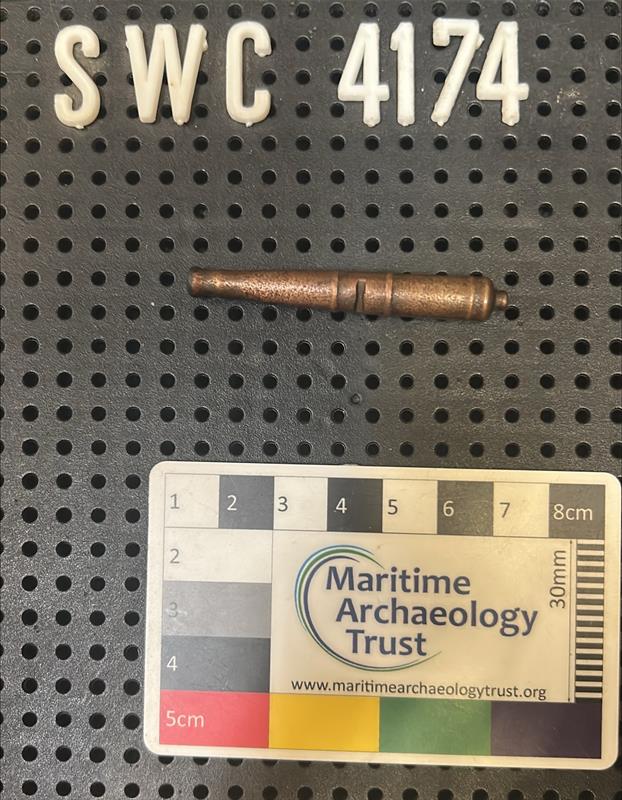 SWC 4174
1 2 3 4 5 6 7 8cm
2
3
4
5cm
30mm
Maritime
Archaeology
Trust
www.maritimearchaeologytrust.org